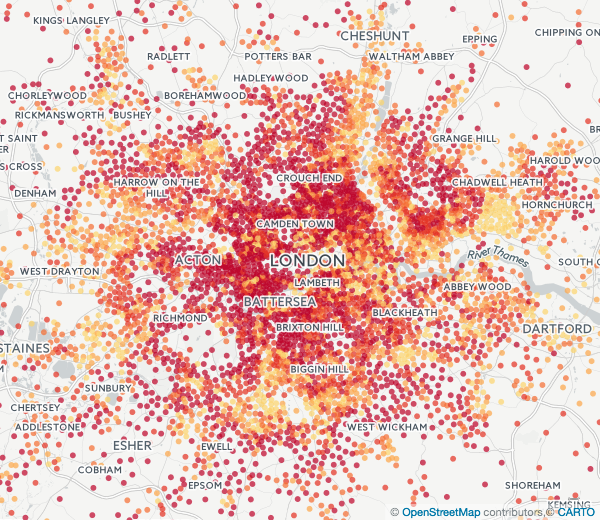 KINGS LANGLEY
CHESHUNT
CHIPPING ON
EPPING
RADLETT
POTTERS BAR
WALTHAM ABBEY
HADLEY WOOD
CHORLEYWOOD
BOREHAMWOOD
RICKMANSWORTH
BUSHEY
BR
T SAINT
ER
GRANGE HILL
S CROSS
HAROLD WOO
CROUCH END
HARROW ON THE
HILL
CHADWELL HEATH
DENHAM
HORNCHURCH
CAMDEN TOWN
River Thames
ACTON
LONDON
SOUTH O
WEST DRAYTON
LAMBETH
ABBEY WOOD
BATTERSEA
RICHMOND
BLACKHEATH
BRIXTON HILL
DARTFORD
STAINES
M
BIGGIN HILL
SUNBURY
CHERTSEY
ADDLESTONE
WEST WICKHAM
ESHER
EWELL
COBHAM
EPSOM
SHOREHAM
KEMSING
© OpenStreetMap contributors, © CARTO